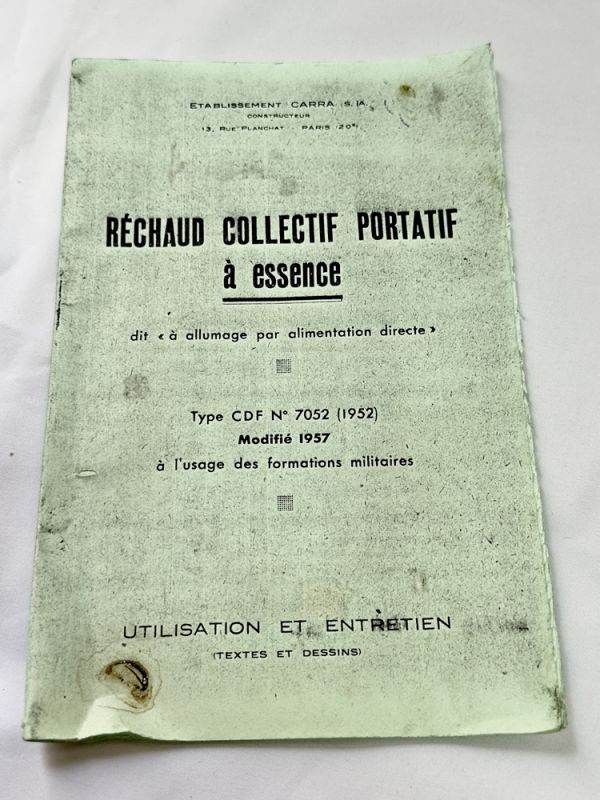 ETABLISSEMENT CARRA (S.A.
CONSTRUCTEUR
13, RUE PLANCHAT - PARIS (20e)
RÉCHAUD COLLECTIF PORTATIF
à essence
dit « à allumage par alimentation directe »
Type CDF N° 7052 (1952)
Modifié 1957
à l'usage des formations militaires
UTILISATION ET ENTRETIEN
(TEXTES ET DESSINS)